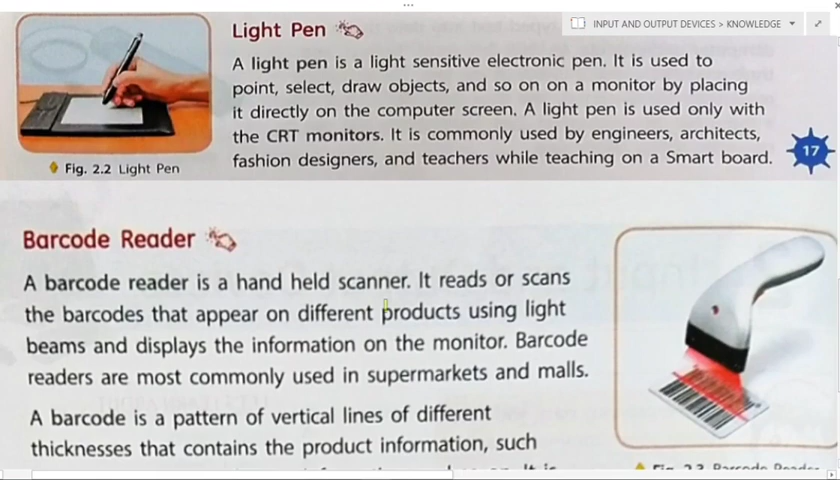 ...
INPUT AND OUTPUT DEVICES > KNOWLEDGE
Light Pen
A light pen is a light sensitive electronic pen. It is used to
point, select, draw objects, and so on on a monitor by placing
it directly on the computer screen. A light pen is used only with
the CRT monitors. It is commonly used by engineers, architects,
fashion designers, and teachers while teaching on a Smart board.
17
Fig. 2.2 Light Pen
Barcode Reader
A barcode reader is a hand held scanner. It reads or scans
the barcodes that appear on different products using light
beams and displays the information on the monitor. Barcode
readers are most commonly used in supermarkets and malls.
A barcode is a pattern of vertical lines of different
thicknesses that contains the product information, such